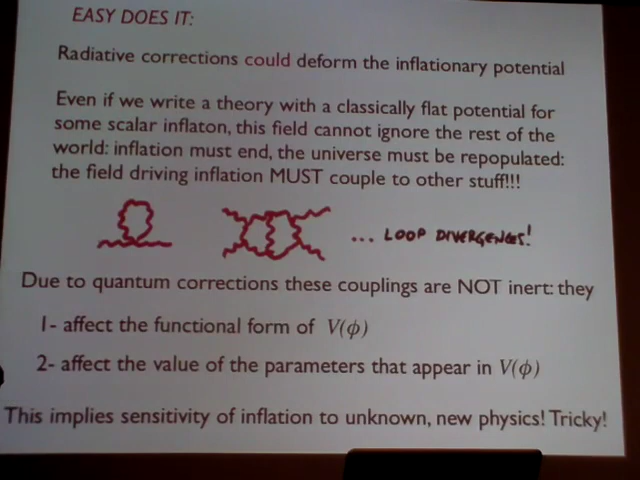 EASY DOES IT:
Radiative corrections could deform the inflationary potential
Even if we write a theory with a classically flat potential for
some scalar inflaton, this field cannot ignore the rest of the
world: inflation must end, the universe must be repopulated:
the field driving inflation MUST couple to other stuff!!!
... LOOP DIVERGENCES!
Due to quantum corrections these couplings are NOT inert: they
1- affect the functional form of V(ϕ)
2- affect the value of the parameters that appear in V(ϕ)
This implies sensitivity of inflation to unknown, new physics! Tricky!